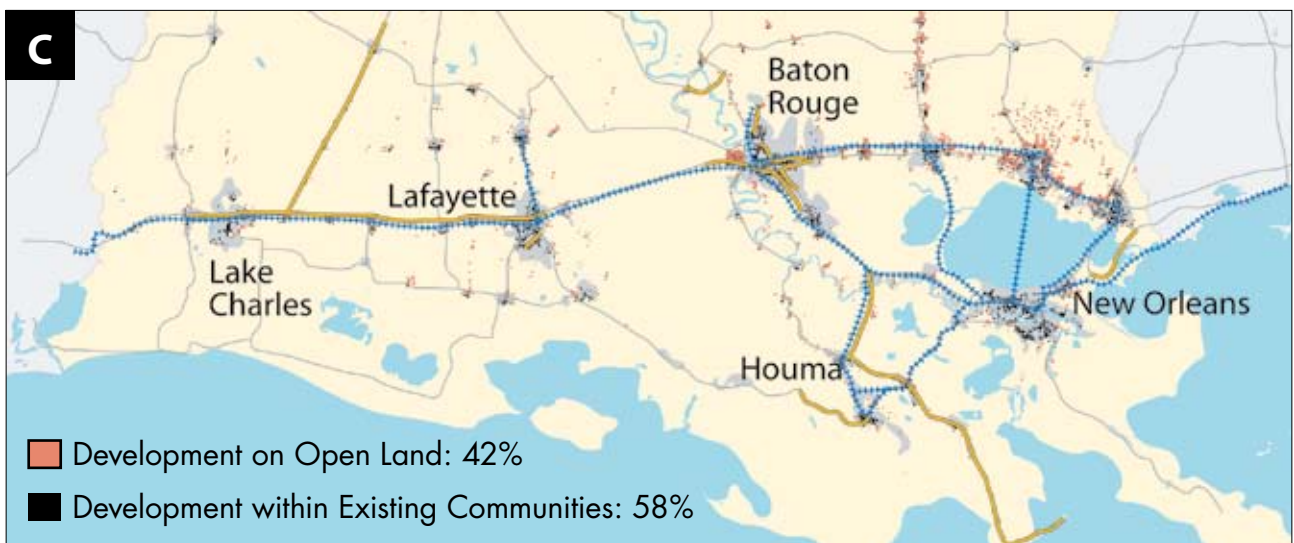 C
Baton
Rouge
Lafayette
Lake
Charles
New Orleans
Houma
Development on Open Land: 42%
Development within Existing Communities: 58%